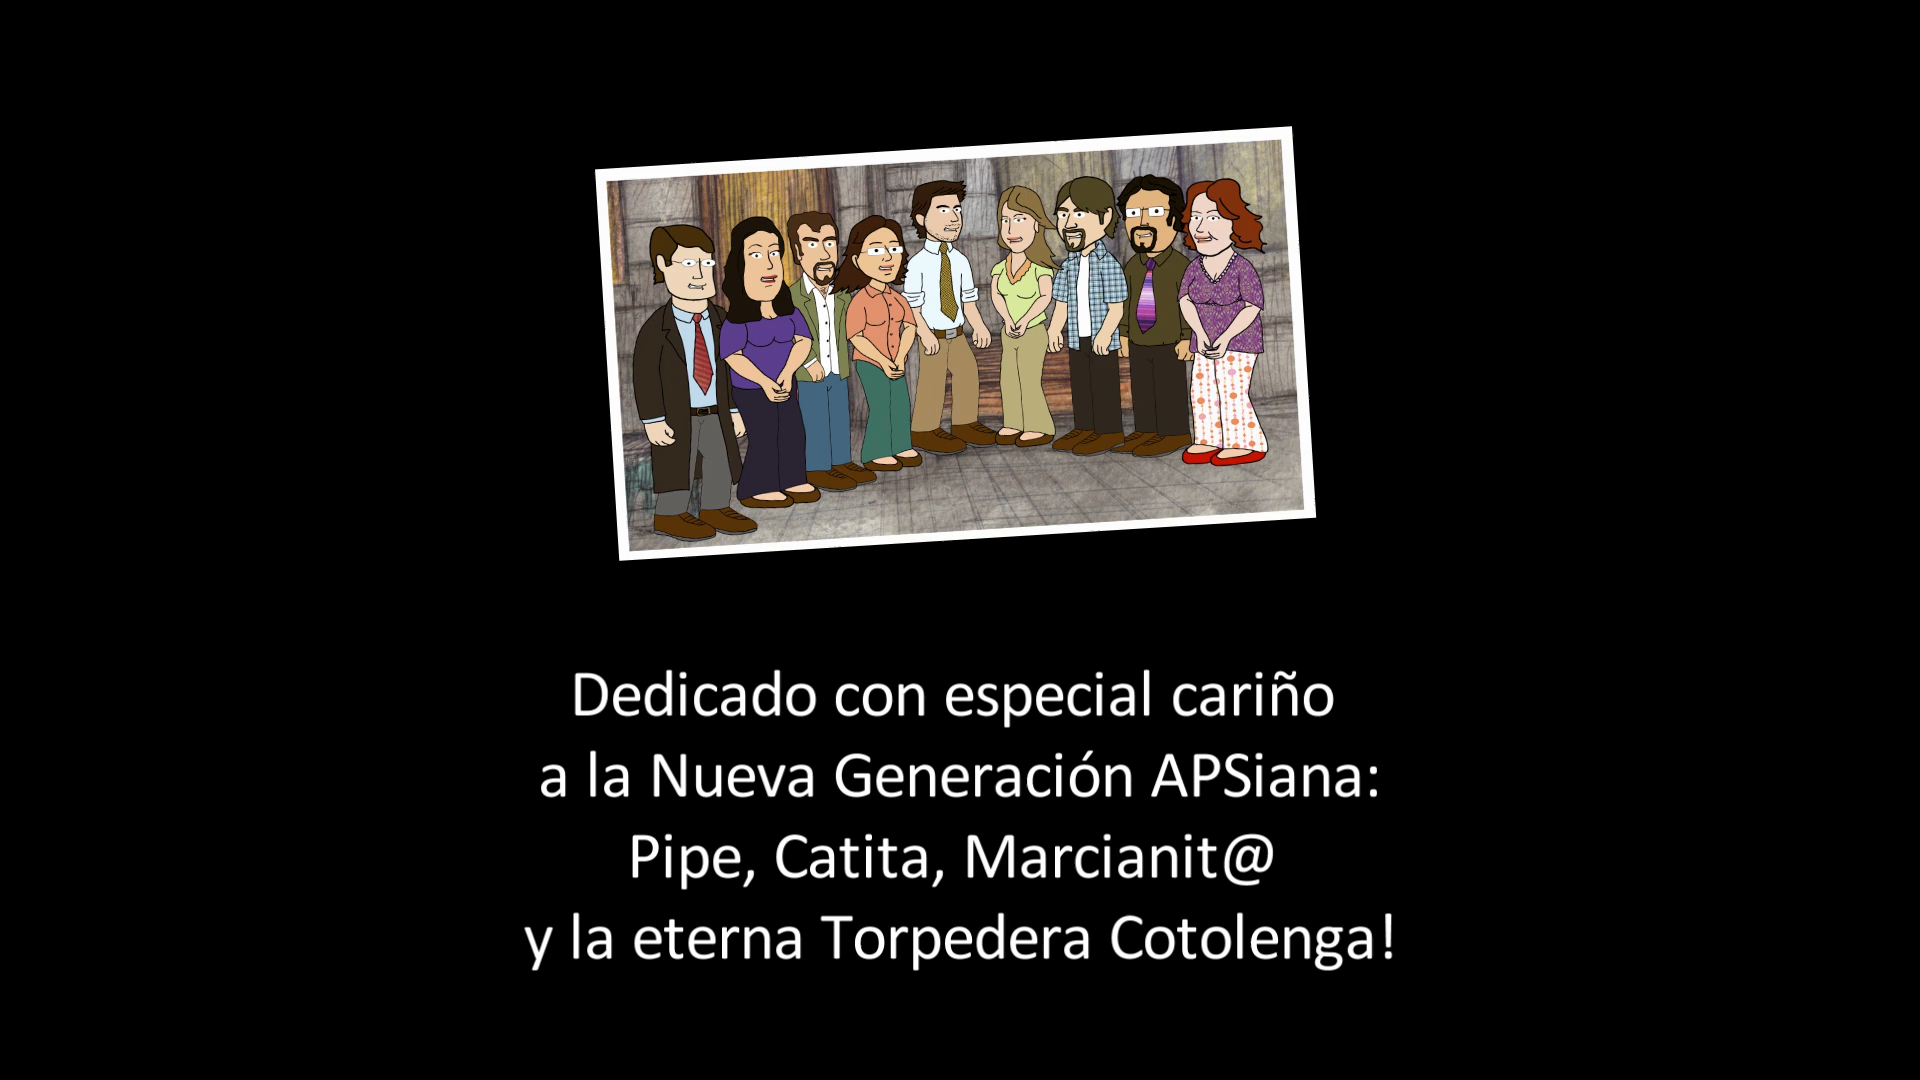 Dedicado con especial cariño
a la Nueva Generación APSiana:
Pipe, Catita, Marcianit@
y la eterna Torpedera Cotolenga!